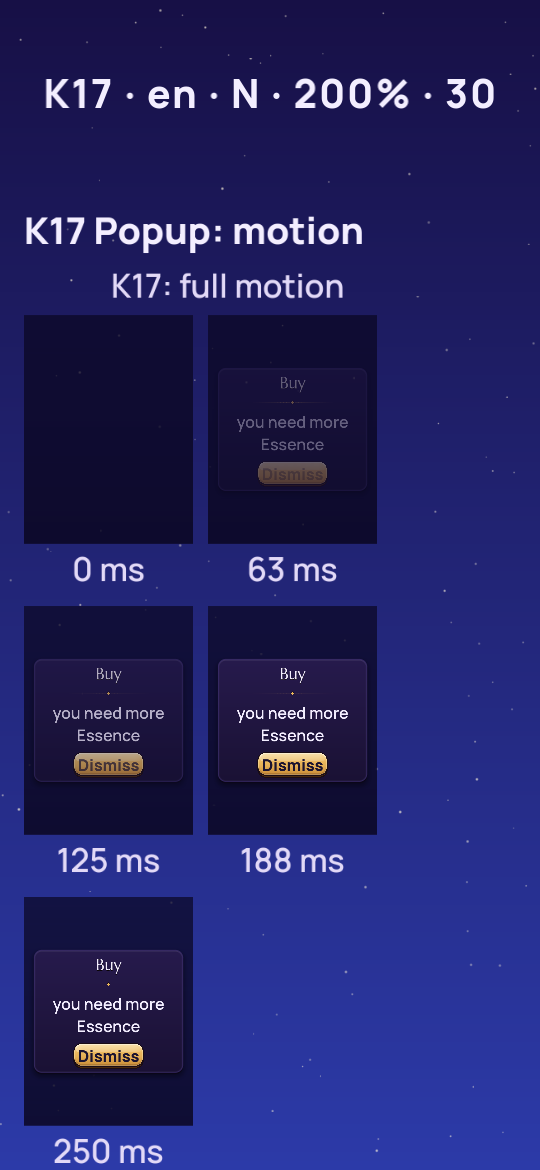 K17 · en · N · 200% · 30
K17 Popup: motion
K17: full motion
Buy
you need more
Essence
Dismiss
0 ms
63 ms
Buy
you need more
Essence
Dismiss
Buy
you need more
Essence
Dismiss
125 ms
188 ms
Buy
you need more
Essence
Dismiss
250 ms